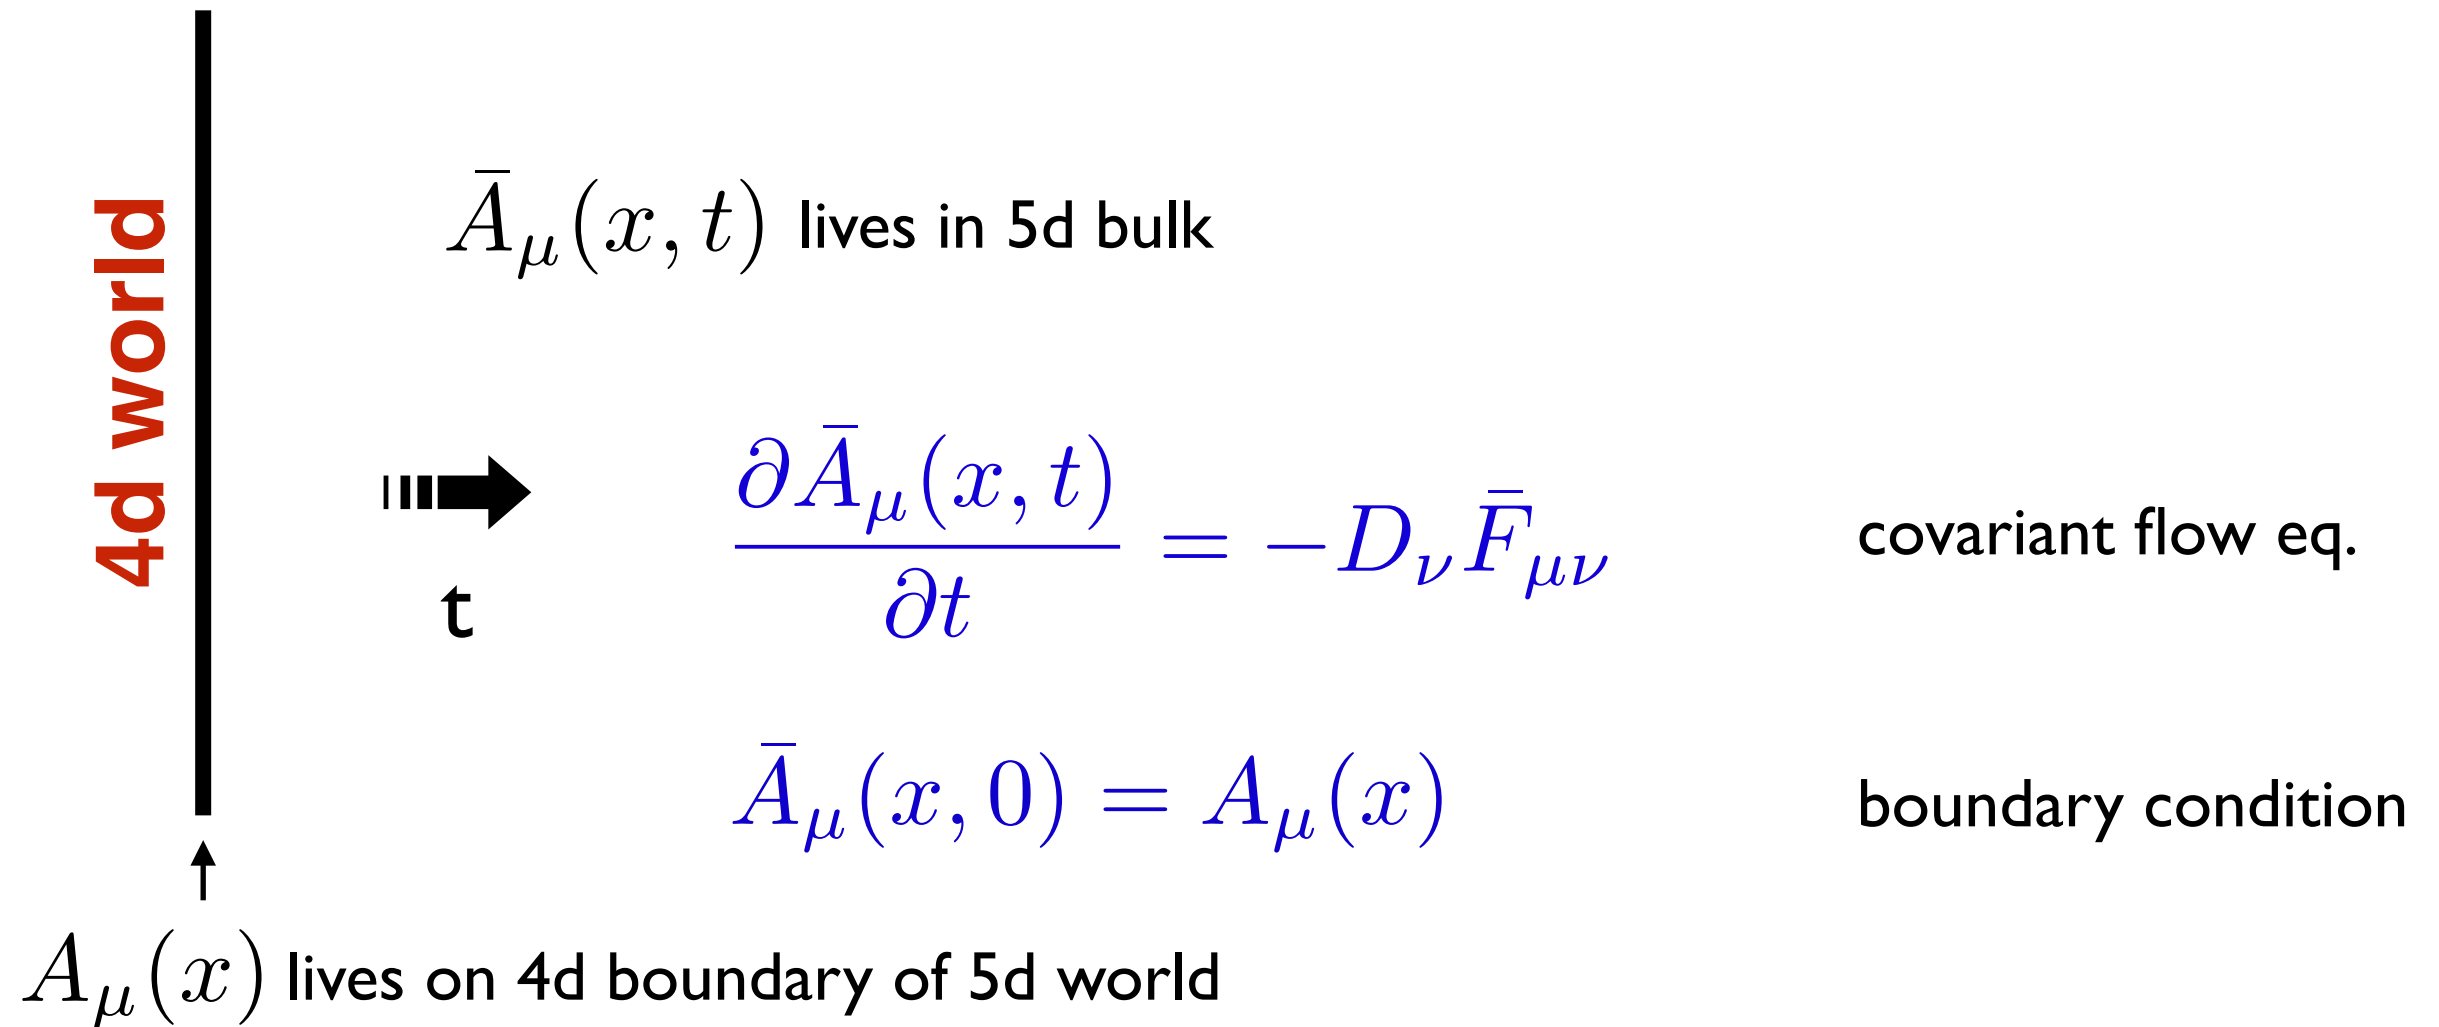 4d world
Ā_μ(x, t) lives in 5d bulk
∂Ā_μ(x, t)/∂t = −D_ν F̄_μν covariant flow eq.
t
Ā_μ(x, 0) = A_μ(x) boundary condition
A_μ(x) lives on 4d boundary of 5d world